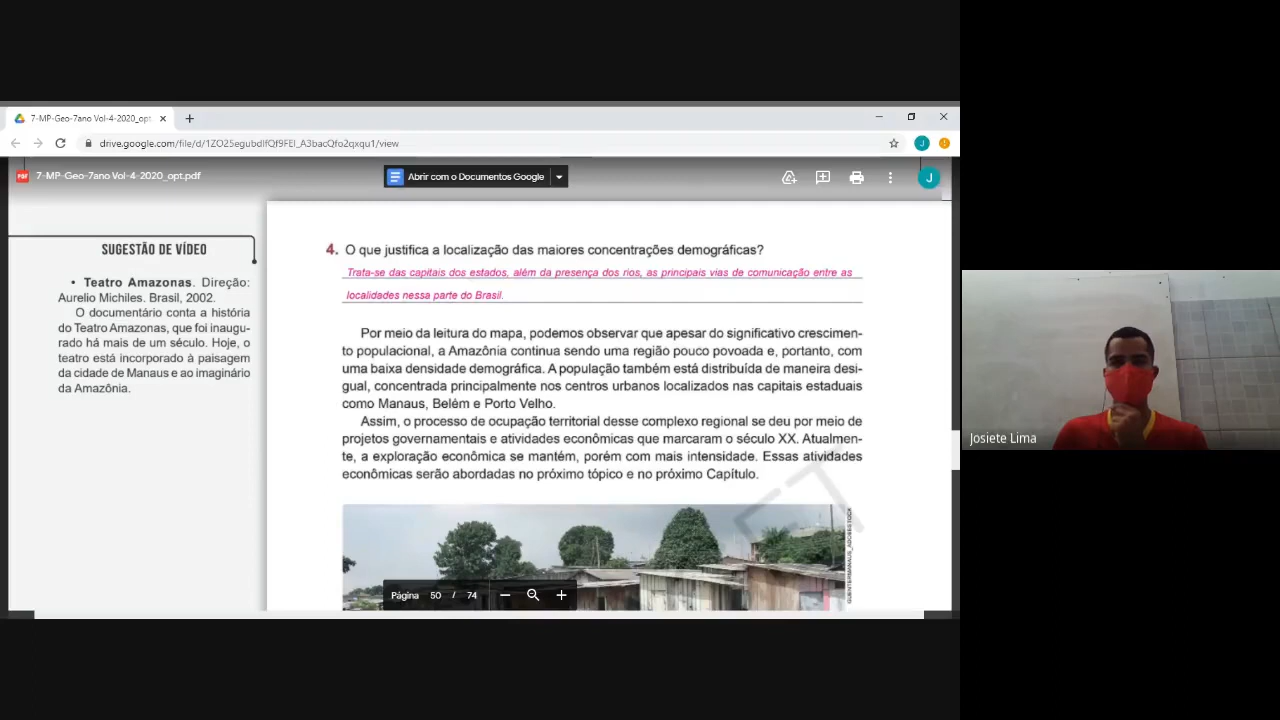 7-MP-Geo-7ano Vol-4-2020_opt.
drive.google.com/file/d/1ZO25egubdlfQf9FEl_A3bacQfo2qxqu1/view
7-MP-Geo-7ano Vol-4-2020_opt.pdf
Abrir com o Documentos Google
J
J
SUGESTÃO DE VÍDEO
• Teatro Amazonas. Direção:
Aurelio Michiles. Brasil, 2002.
O documentário conta a história
do Teatro Amazonas, que foi inaugu-
rado há mais de um século. Hoje, o
teatro está incorporado à paisagem
da cidade de Manaus e ao imaginário
da Amazônia.
4. O que justifica a localização das maiores concentrações demográficas?
Trata-se das capitais dos estados, além da presença dos rios, as principais vias de comunicação entre as
localidades nessa parte do Brasil.
Por meio da leitura do mapa, podemos observar que apesar do significativo crescimen-
to populacional, a Amazônia continua sendo uma região pouco povoada e, portanto, com
uma baixa densidade demográfica. A população também está distribuída de maneira desi-
gual, concentrada principalmente nos centros urbanos localizados nas capitais estaduais
como Manaus, Belém e Porto Velho.
Assim, o processo de ocupação territorial desse complexo regional se deu por meio de
projetos governamentais e atividades econômicas que marcaram o século XX. Atualmen-
te, a exploração econômica se mantém, porém com mais intensidade. Essas atividades
econômicas serão abordadas no próximo tópico e no próximo Capítulo.
GUENTERMANAUS_ADOBESTOCK
Página 50 / 74
Josiete Lima